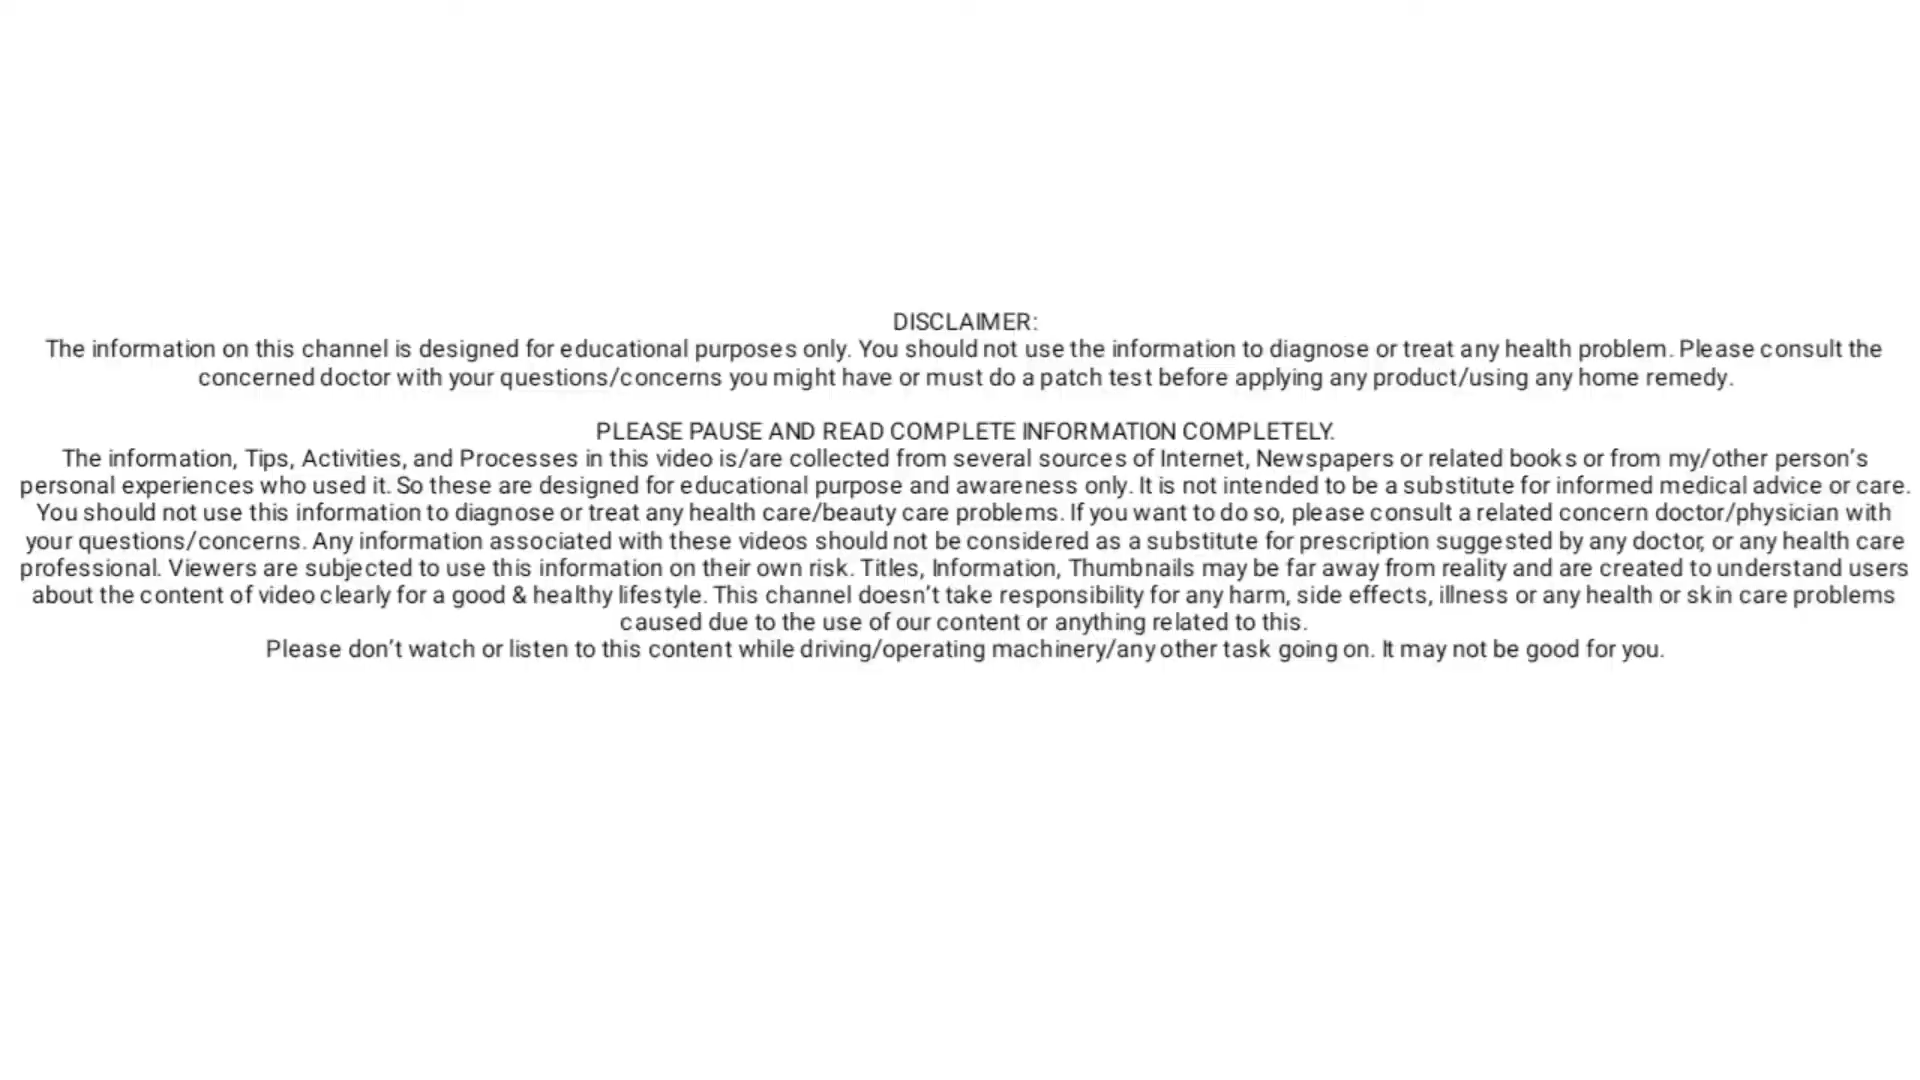 DISCLAIMER:
The information on this channel is designed for educational purposes only. You should not use the information to diagnose or treat any health problem. Please consult the
concerned doctor with your questions/concerns you might have or must do a patch test before applying any product/using any home remedy.
PLEASE PAUSE AND READ COMPLETE INFORMATION COMPLETELY.
The information, Tips, Activities, and Processes in this video is/are collected from several sources of Internet, Newspapers or related books or from my/other person’s
personal experiences who used it. So these are designed for educational purpose and awareness only. It is not intended to be a substitute for informed medical advice or care.
You should not use this information to diagnose or treat any health care/beauty care problems. If you want to do so, please consult a related concern doctor/physician with
your questions/concerns. Any information associated with these videos should not be considered as a substitute for prescription suggested by any doctor, or any health care
professional. Viewers are subjected to use this information on their own risk. Titles, Information, Thumbnails may be far away from reality and are created to understand users
about the content of video clearly for a good & healthy lifestyle. This channel doesn’t take responsibility for any harm, side effects, illness or any health or skin care problems
caused due to the use of our content or anything related to this.
Please don’t watch or listen to this content while driving/operating machinery/any other task going on. It may not be good for you.